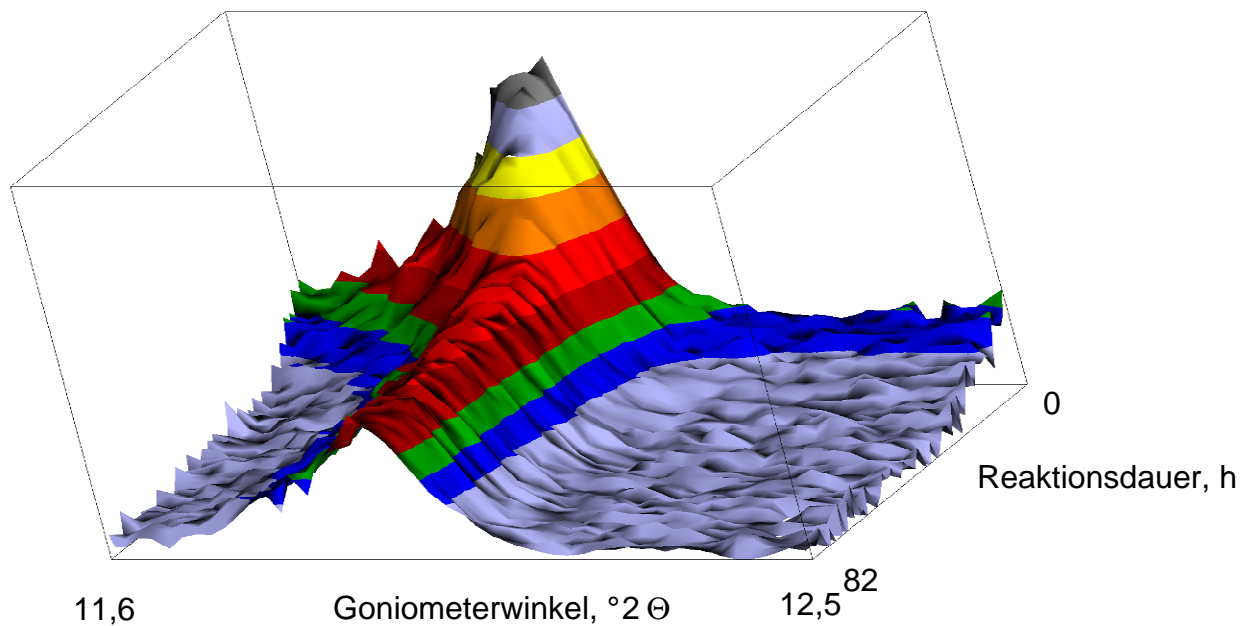 0
Reaktionsdauer, h
82
11,6
Goniometerwinkel, °2 Θ
12,5